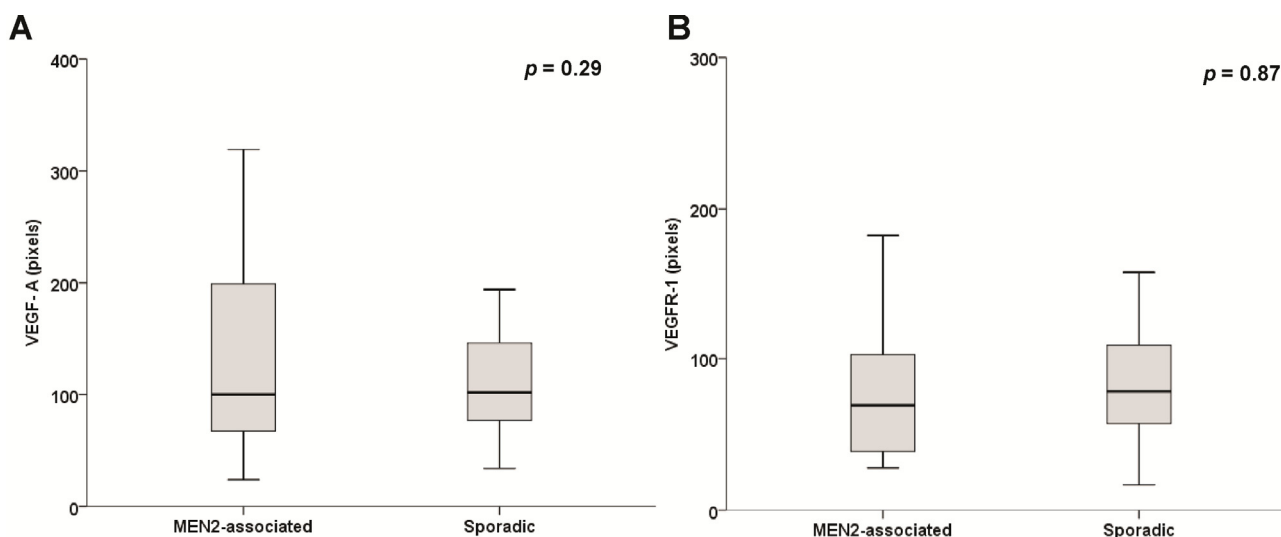 A
p = 0.29
VEGF- A (pixels)
400
300
200
100
0
MEN2-associated
Sporadic
B
p = 0.87
VEGFR-1 (pixels)
300
200
100
0
MEN2-associated
Sporadic